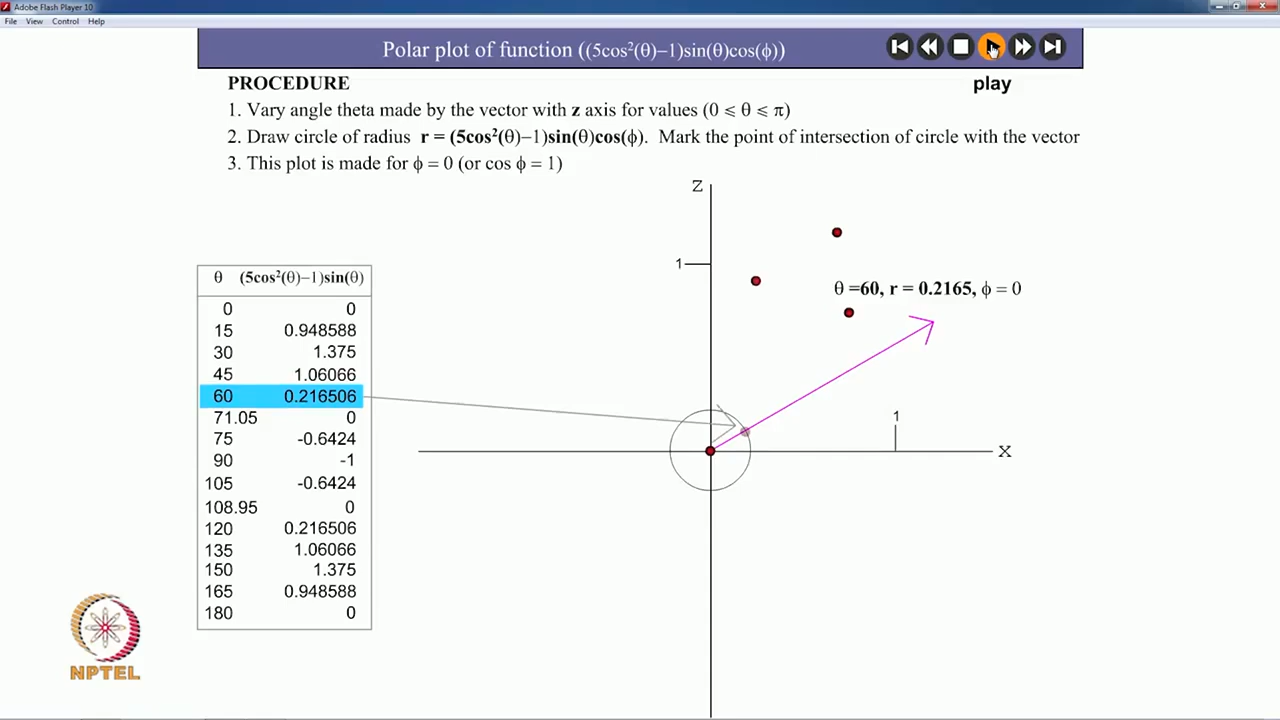 Adobe Flash Player 10
File View Control Help
Polar plot of function ((5cos²(θ)−1)sin(θ)cos(ϕ))
play
PROCEDURE
1. Vary angle theta made by the vector with z axis for values (0 ⩽ θ ⩽ π)
2. Draw circle of radius r = (5cos²(θ)−1)sin(θ)cos(ϕ). Mark the point of intersection of circle with the vector
3. This plot is made for ϕ = 0 (or cos ϕ = 1)
Z
1
θ =60, r = 0.2165, ϕ = 0
1
X
θ (5cos²(θ)−1)sin(θ)
0 0
15 0.948588
30 1.375
45 1.06066
60 0.216506
71.05 0
75 -0.6424
90 -1
105 -0.6424
108.95 0
120 0.216506
135 1.06066
150 1.375
165 0.948588
180 0
NPTEL